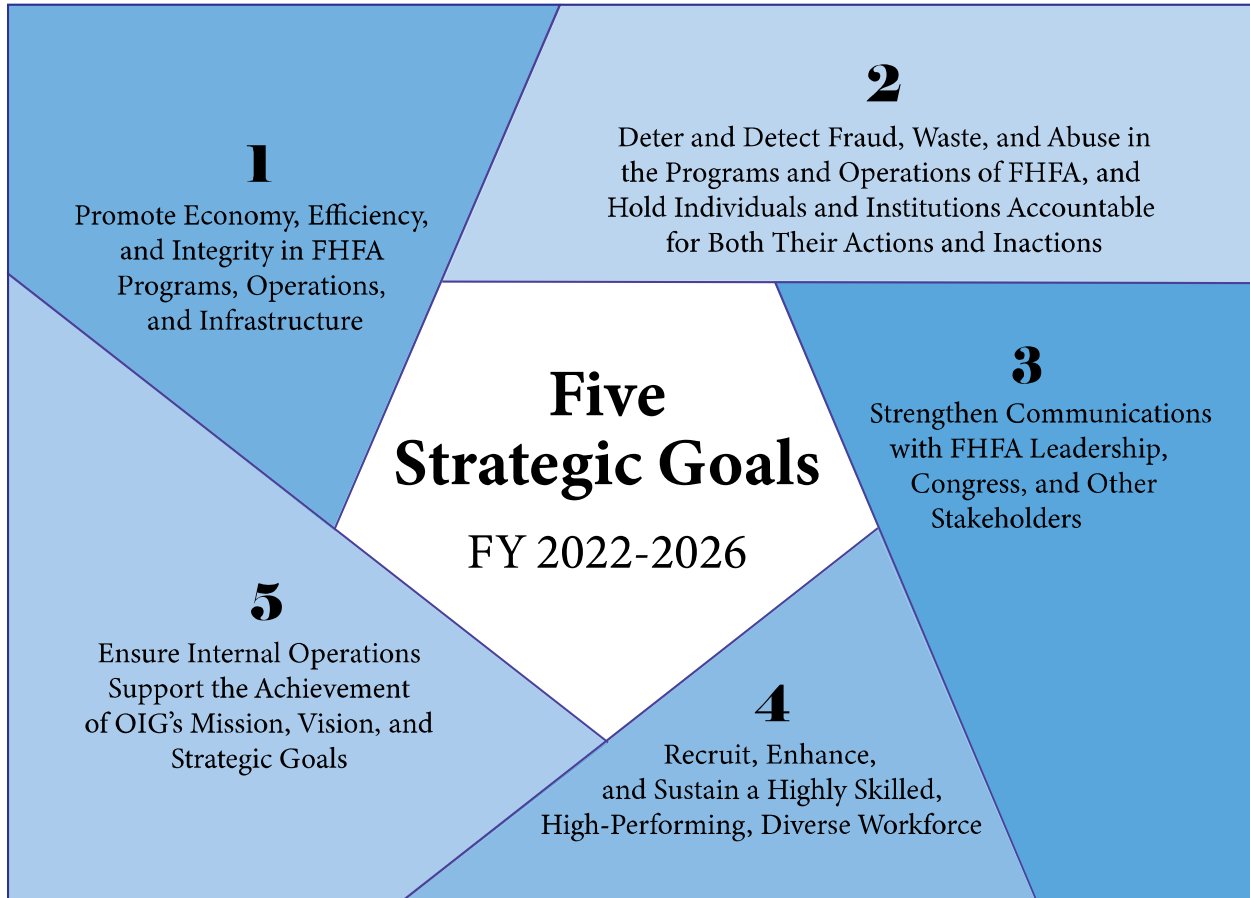 1
Promote Economy, Efficiency,
and Integrity in FHFA
Programs, Operations,
and Infrastructure
2
Deter and Detect Fraud, Waste, and Abuse in
the Programs and Operations of FHFA, and
Hold Individuals and Institutions Accountable
for Both Their Actions and Inactions
3
Strengthen Communications
with FHFA Leadership,
Congress, and Other
Stakeholders
Five
Strategic Goals
FY 2022-2026
4
Recruit, Enhance,
and Sustain a Highly Skilled,
High-Performing, Diverse Workforce
5
Ensure Internal Operations
Support the Achievement
of OIG’s Mission, Vision, and
Strategic Goals